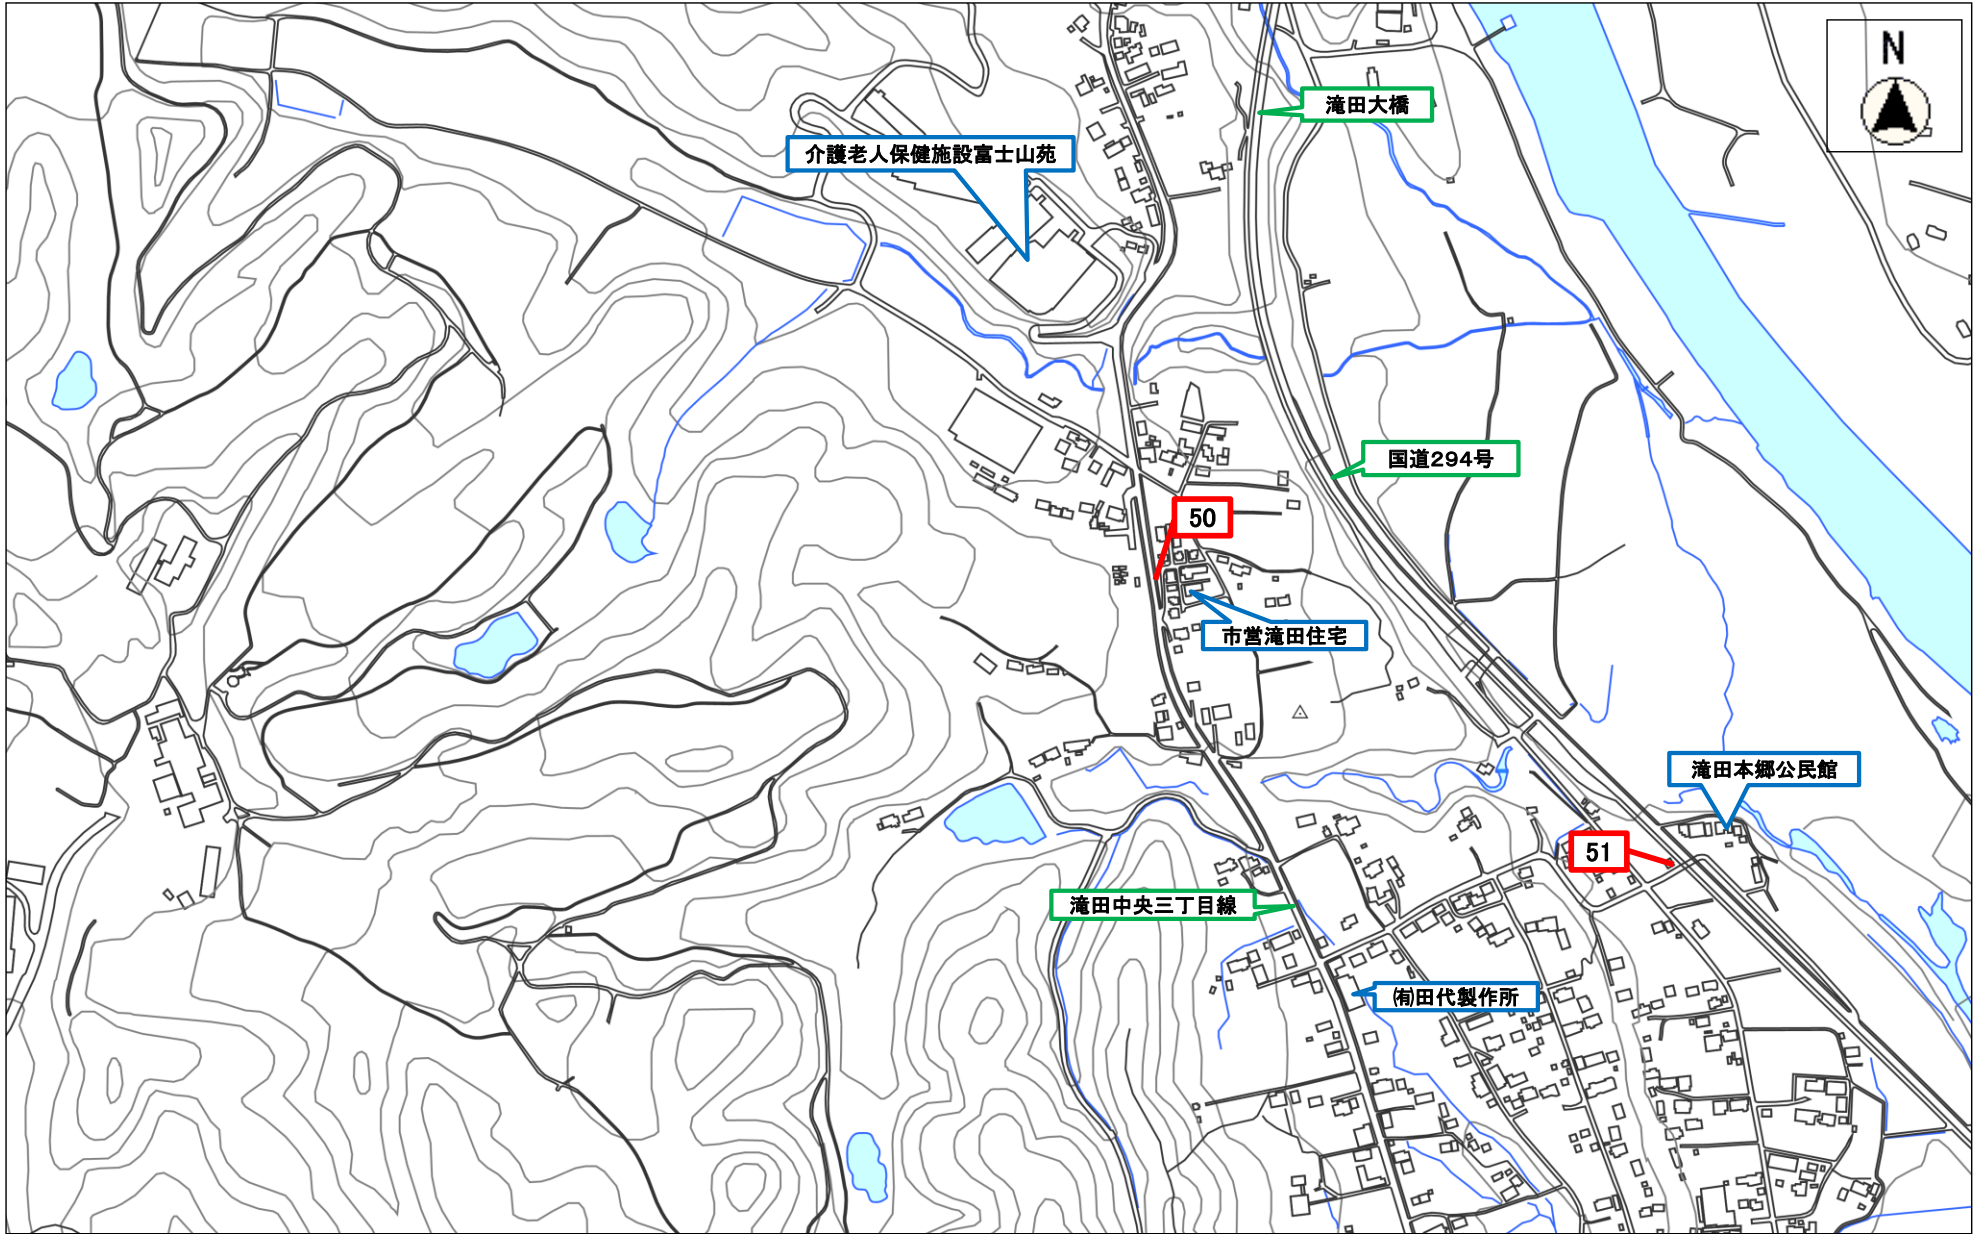 N
滝田大橋
介護老人保健施設富士山苑
国道294号
50
市営滝田住宅
滝田本郷公民館
51
滝田中央三丁目線
㈲田代製作所